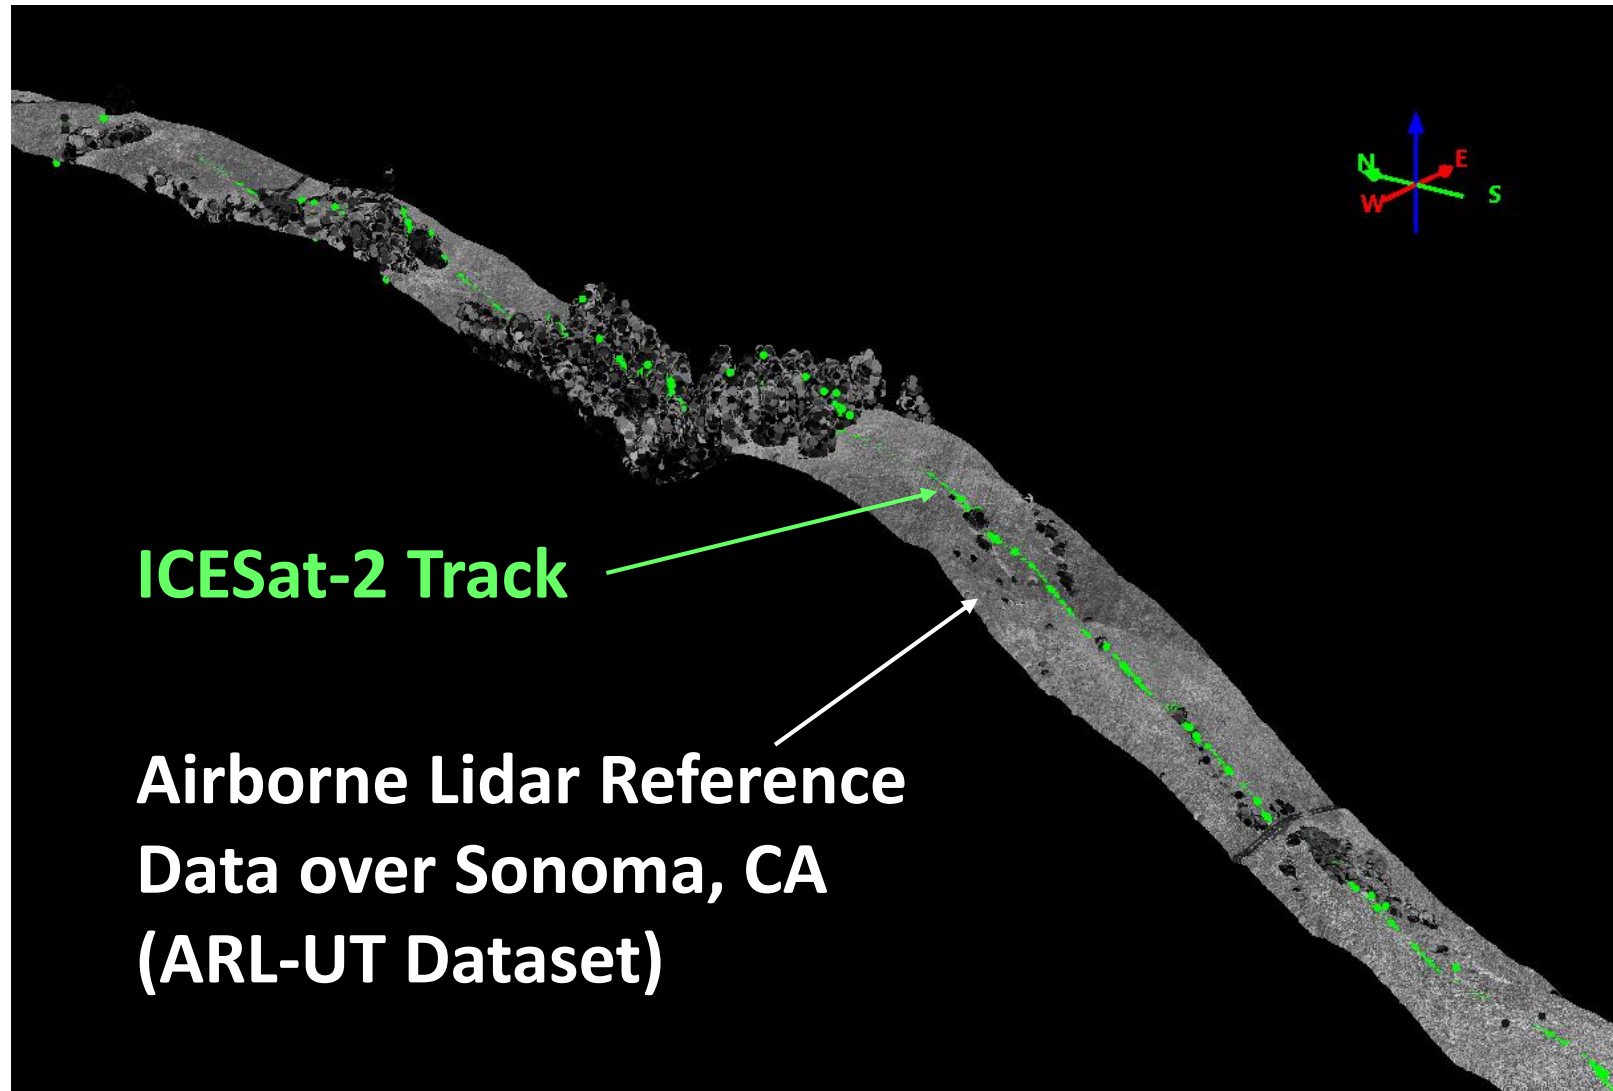 N
E
W
S
ICESat-2 Track
Airborne Lidar Reference
Data over Sonoma, CA
(ARL-UT Dataset)